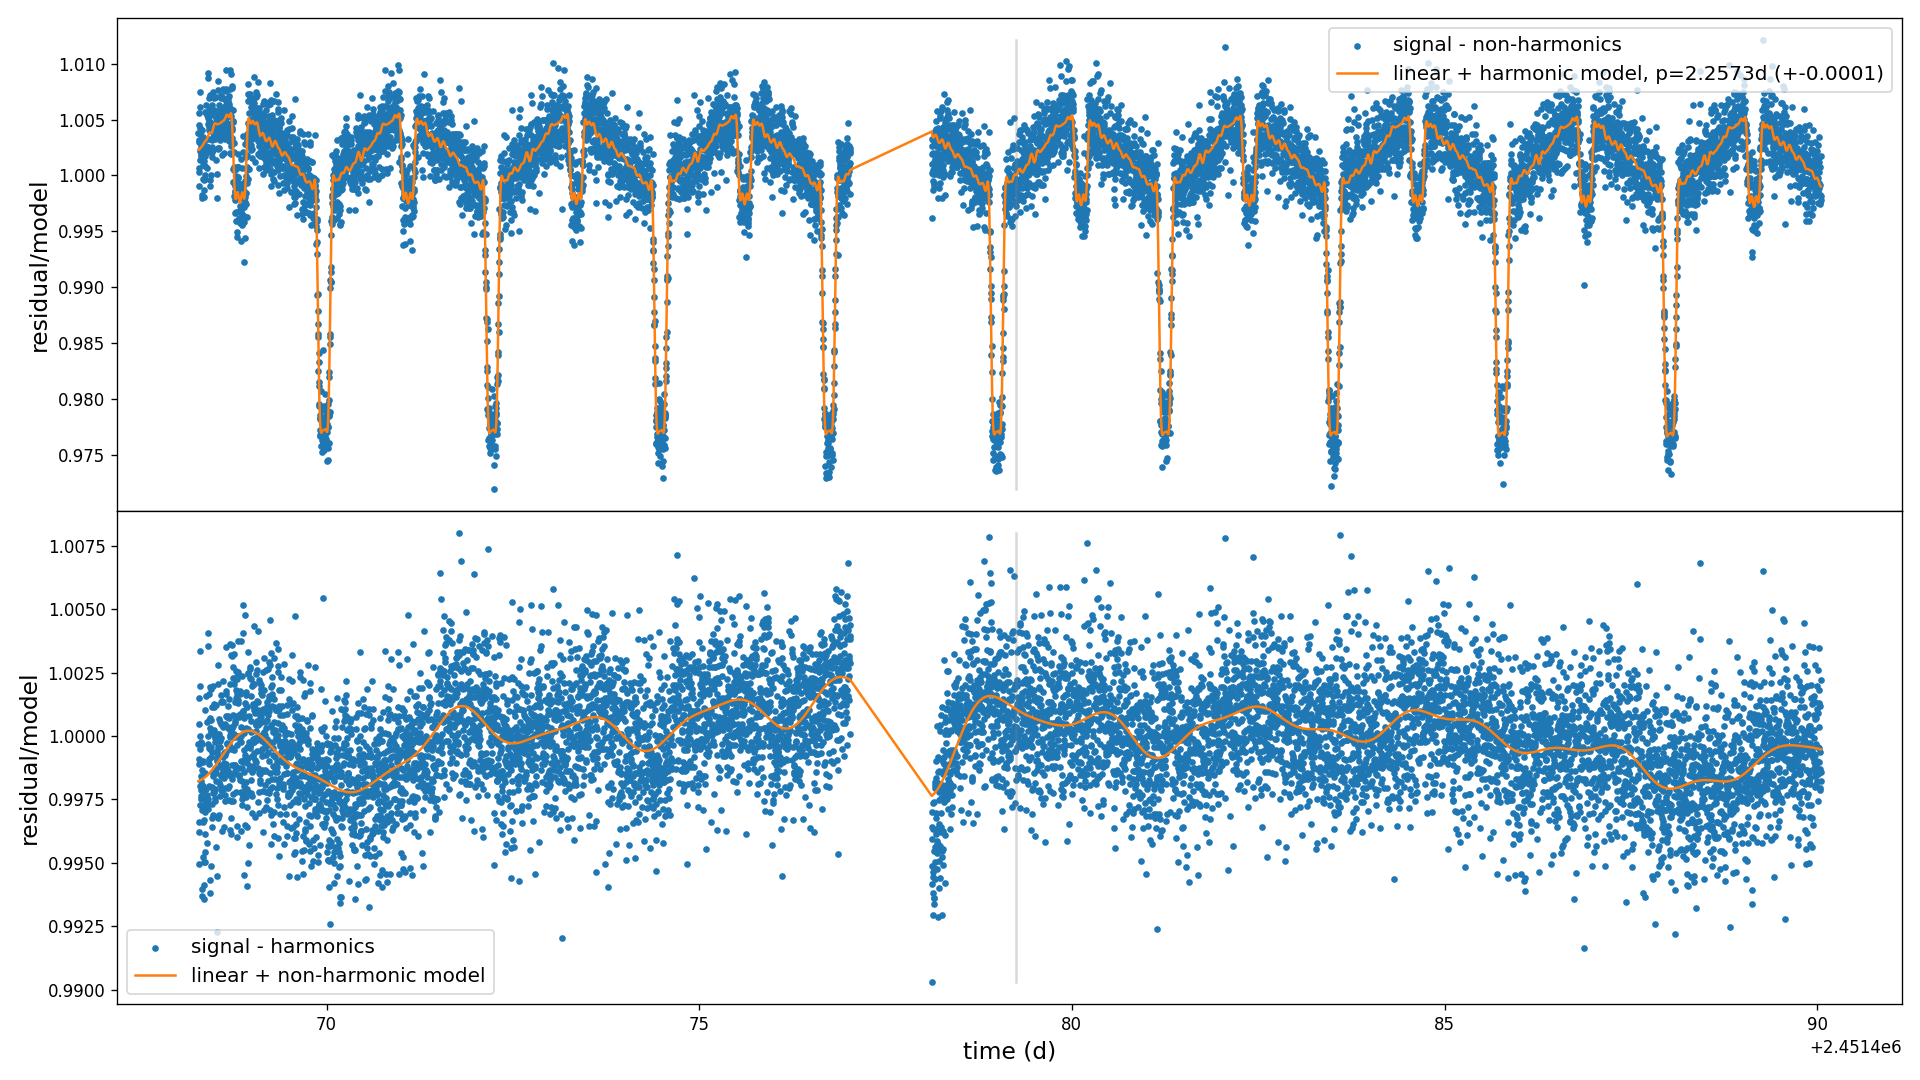 residual/model
1.010
1.005
1.000
0.995
0.990
0.985
0.980
0.975
signal - non-harmonics
linear + harmonic model, p=2.2573d (+-0.0001)
residual/model
1.0075
1.0050
1.0025
1.0000
0.9975
0.9950
0.9925
0.9900
signal - harmonics
linear + non-harmonic model
70 75 80 85 90
time (d)
+2.4514e6